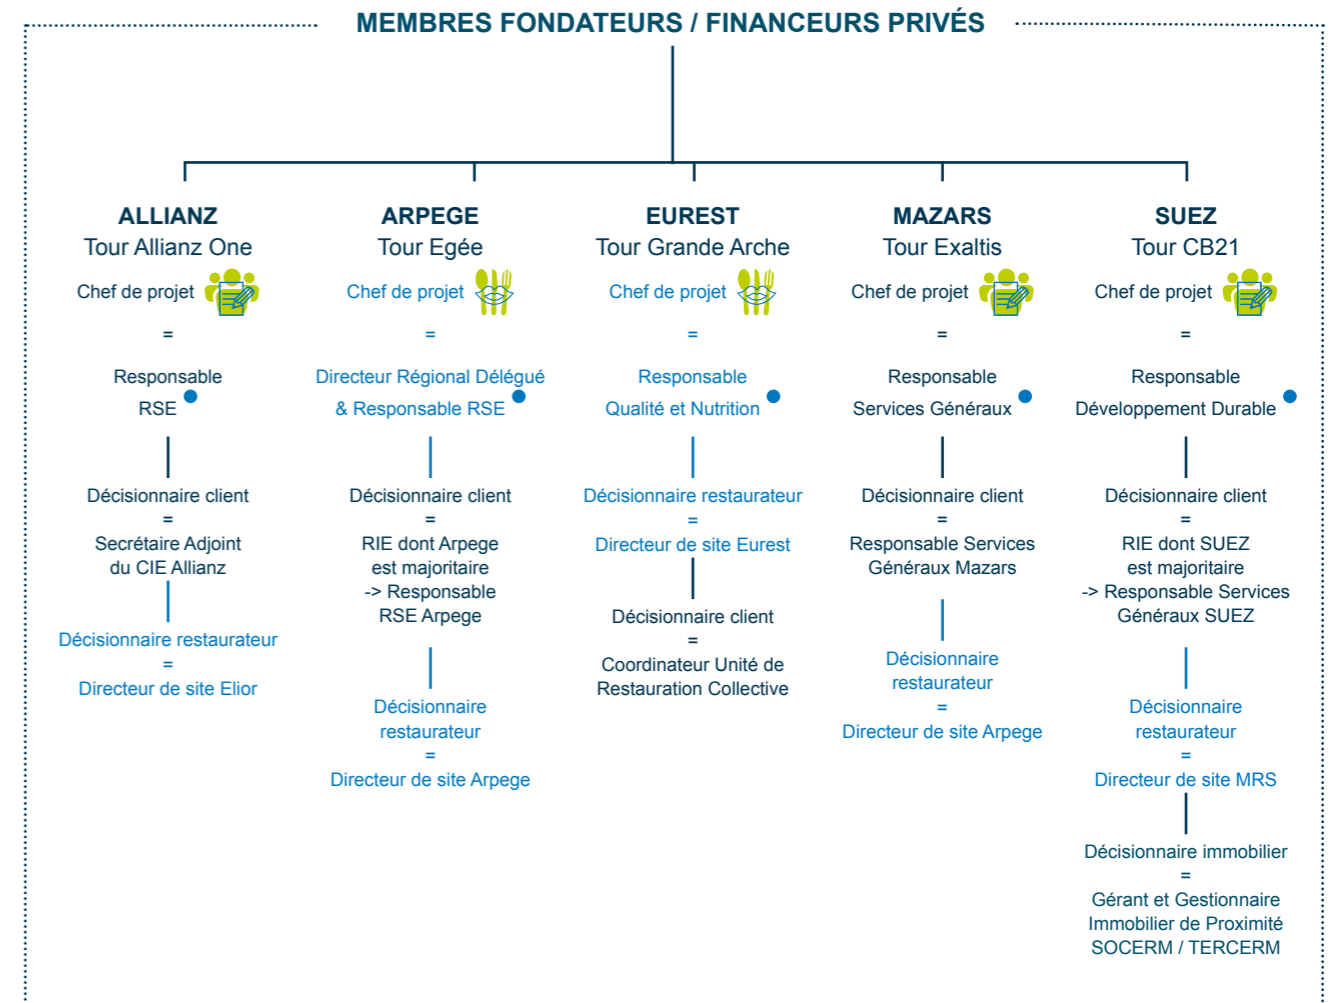 MEMBRES FONDATEURS / FINANCEURS PRIVÉS
ALLIANZ
Tour Allianz One
Chef de projet
=
Responsable
RSE
Décisionnaire client
=
Secrétaire Adjoint
du CIE Allianz
Décisionnaire restaurateur
=
Directeur de site Elior
ARPEGE
Tour Egée
Chef de projet
=
Directeur Régional Délégué
& Responsable RSE
Décisionnaire client
=
RIE dont Arpege
est majoritaire
-> Responsable
RSE Arpege
Décisionnaire
restaurateur
=
Directeur de site Arpege
EUREST
Tour Grande Arche
Chef de projet
=
Responsable
Qualité et Nutrition
Décisionnaire restaurateur
=
Directeur de site Eurest
Décisionnaire client
=
Coordinateur Unité de
Restauration Collective
MAZARS
Tour Exaltis
Chef de projet
=
Responsable
Services Généraux
Décisionnaire client
=
Responsable Services
Généraux Mazars
Décisionnaire
restaurateur
=
Directeur de site Arpege
SUEZ
Tour CB21
Chef de projet
=
Responsable
Développement Durable
Décisionnaire client
=
RIE dont SUEZ
est majoritaire
-> Responsable Services
Généraux SUEZ
Décisionnaire
restaurateur
=
Directeur de site MRS
Décisionnaire immobilier
=
Gérant et Gestionnaire
Immobilier de Proximité
SOCERM / TERCERM